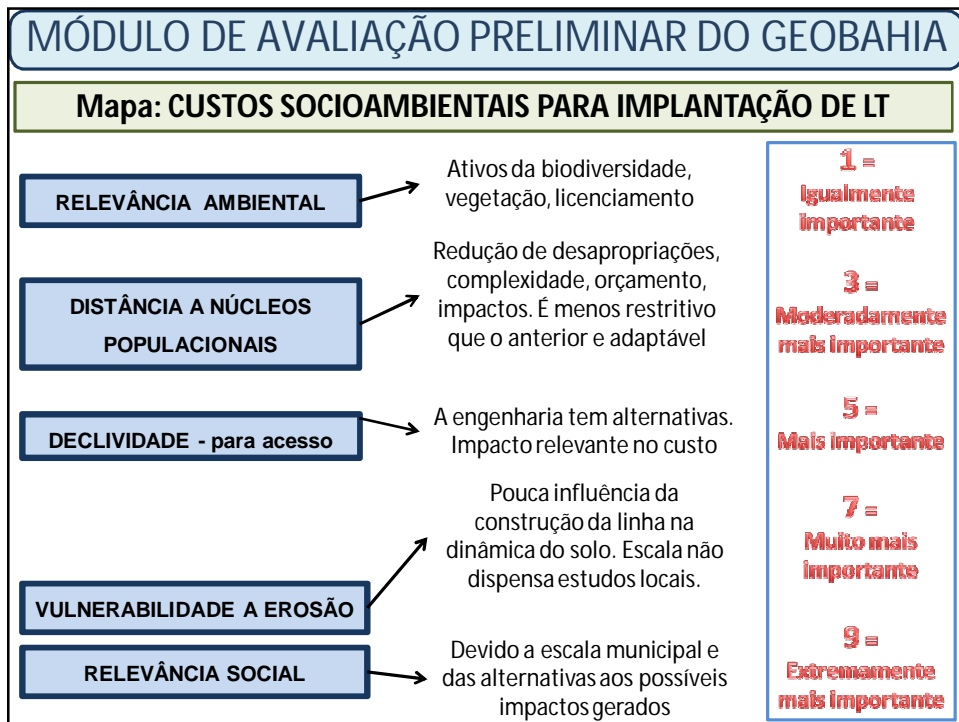 MÓDULO DE AVALIAÇÃO PRELIMINAR DO GEOBAHIA
Mapa: CUSTOS SOCIOAMBIENTAIS PARA IMPLANTAÇÃO DE LT
RELEVÂNCIA AMBIENTAL
Ativos da biodiversidade,
vegetação, licenciamento
DISTÂNCIA A NÚCLEOS
POPULACIONAIS
Redução de desapropriações,
complexidade, orçamento,
impactos. É menos restritivo
que o anterior e adaptável
DECLIVIDADE - para acesso
A engenharia tem alternativas.
Impacto relevante no custo
VULNERABILIDADE A EROSÃO
Pouca influência da
construção da linha na
dinâmica do solo. Escala não
dispensa estudos locais.
RELEVÂNCIA SOCIAL
Devido a escala municipal e
das alternativas aos possíveis
impactos gerados
1 =
Igualmente
importante
3 =
Moderadamente
mais importante
5 =
Mais importante
7 =
Muito mais
importante
9 =
Extremamente
mais importante